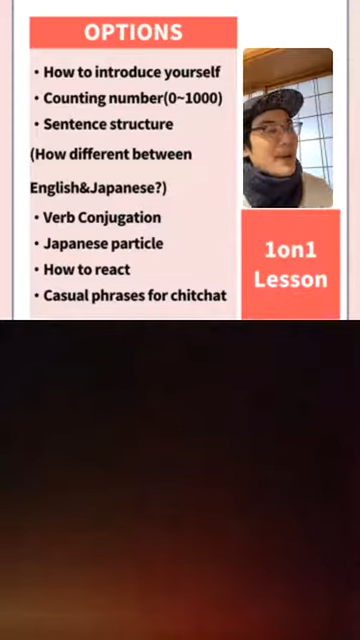 OPTIONS
・How to introduce yourself
・Counting number(0~1000)
・Sentence structure
(How different between
English&Japanese?)
・Verb Conjugation
・Japanese particle
・How to react
・Casual phrases for chitchat
1on1
Lesson